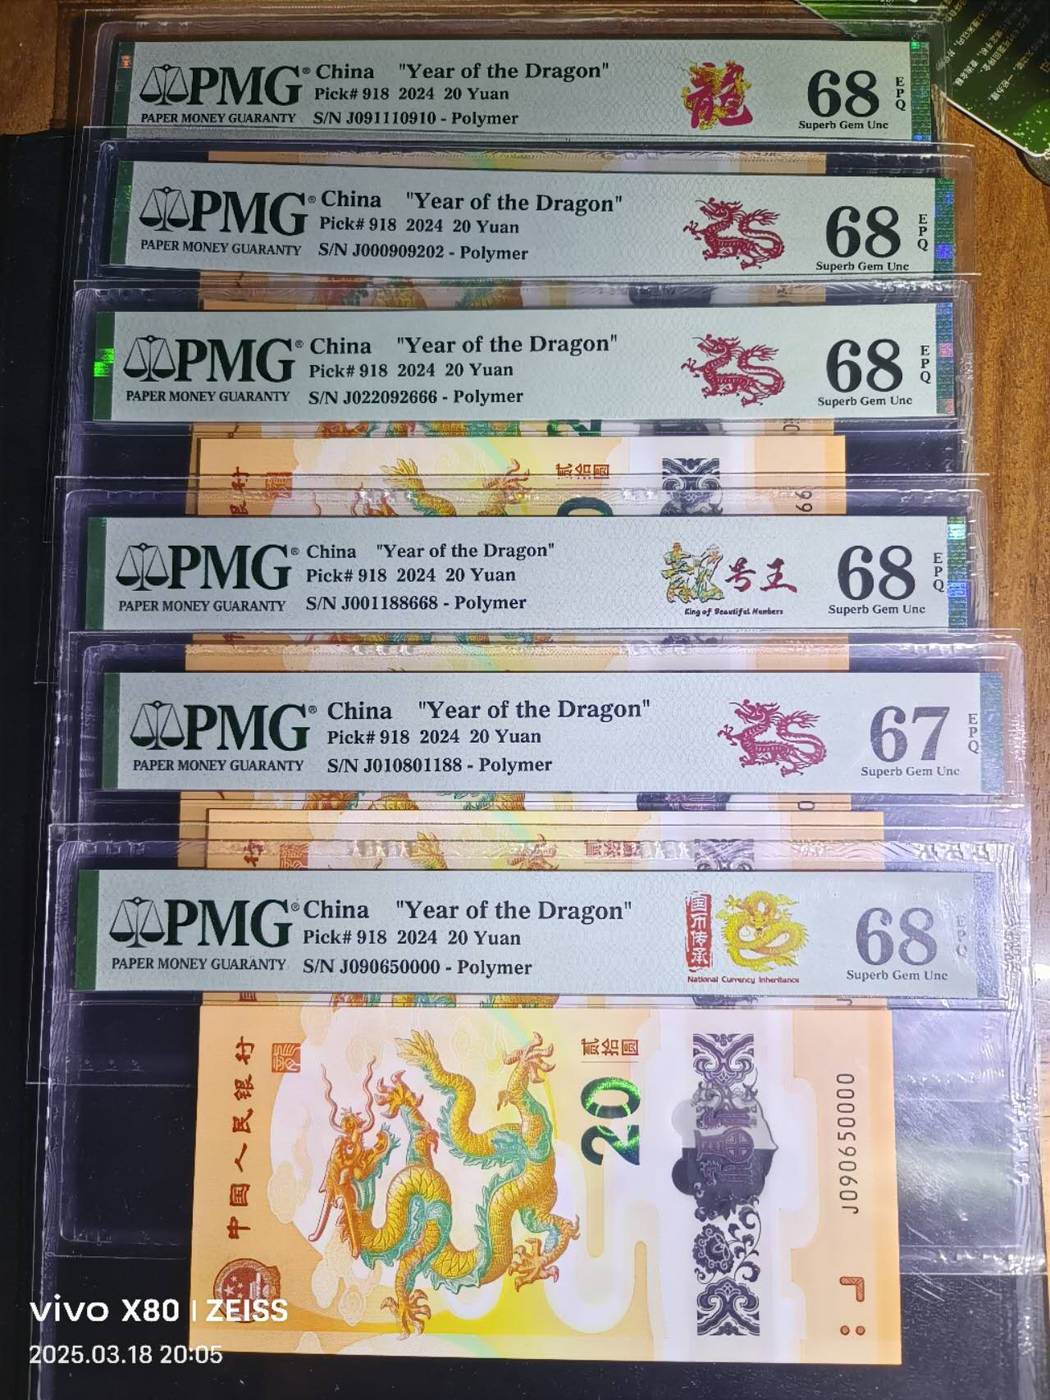 PMG® China "Year of the Dragon"
Pick# 918 2024 20 Yuan
PAPER MONEY GUARANTY S/N J091110910 - Polymer
龍
68 EPQ
Superb Gem Unc
PMG® China "Year of the Dragon"
Pick# 918 2024 20 Yuan
PAPER MONEY GUARANTY S/N J000909202 - Polymer
68 EPQ
Superb Gem Unc
PMG® China "Year of the Dragon"
Pick# 918 2024 20 Yuan
PAPER MONEY GUARANTY S/N J022092666 - Polymer
68 EPQ
Superb Gem Unc
贰拾圆
PMG® China "Year of the Dragon"
Pick# 918 2024 20 Yuan
PAPER MONEY GUARANTY S/N J001188668 - Polymer
号王
King of Beautiful Numbers
68 EPQ
Superb Gem Unc
PMG® China "Year of the Dragon"
Pick# 918 2024 20 Yuan
PAPER MONEY GUARANTY S/N J010801188 - Polymer
67 EPQ
Superb Gem Unc
PMG® China "Year of the Dragon"
Pick# 918 2024 20 Yuan
PAPER MONEY GUARANTY S/N J090650000 - Polymer
国币传承
National Currency Inheritance
68 EPQ
Superb Gem Unc
中国人民银行
贰拾圆
20
J090650000
vivo X80 | ZEISS
2025.03.18 20:05